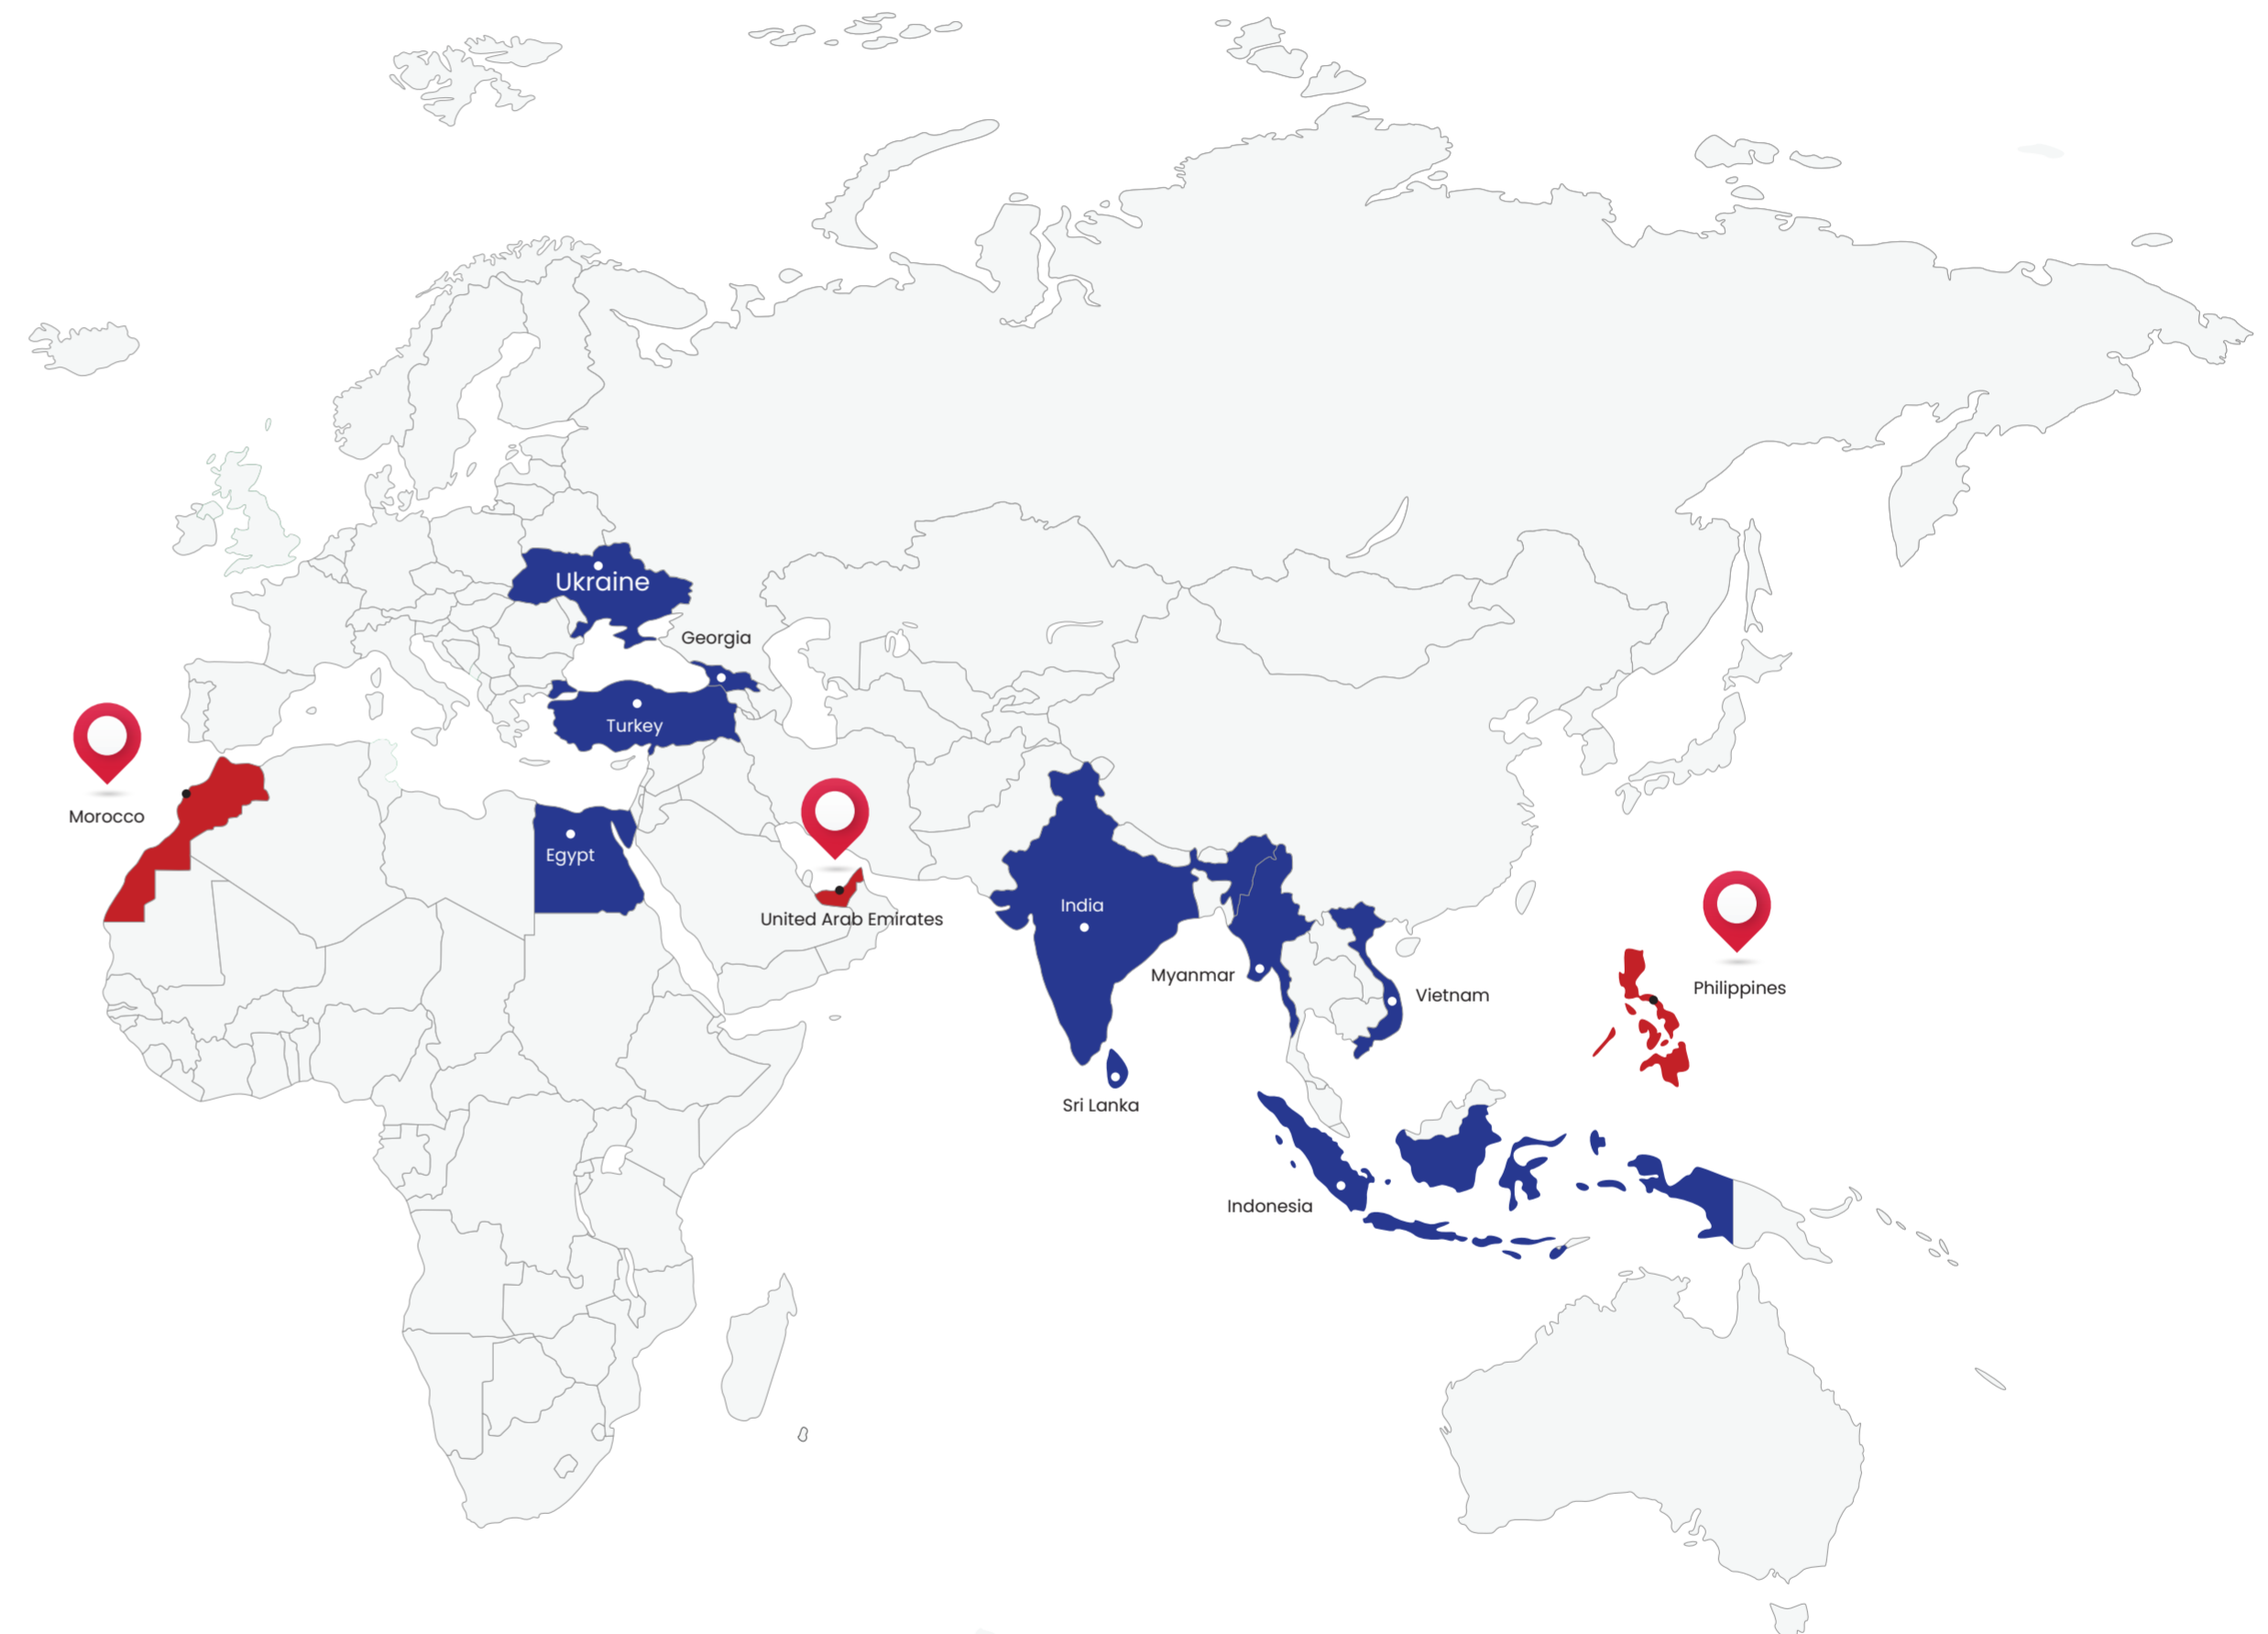 Ukraine
Georgia
Turkey
Morocco
Egypt
United Arab Emirates
India
Myanmar
Vietnam
Philippines
Sri Lanka
Indonesia